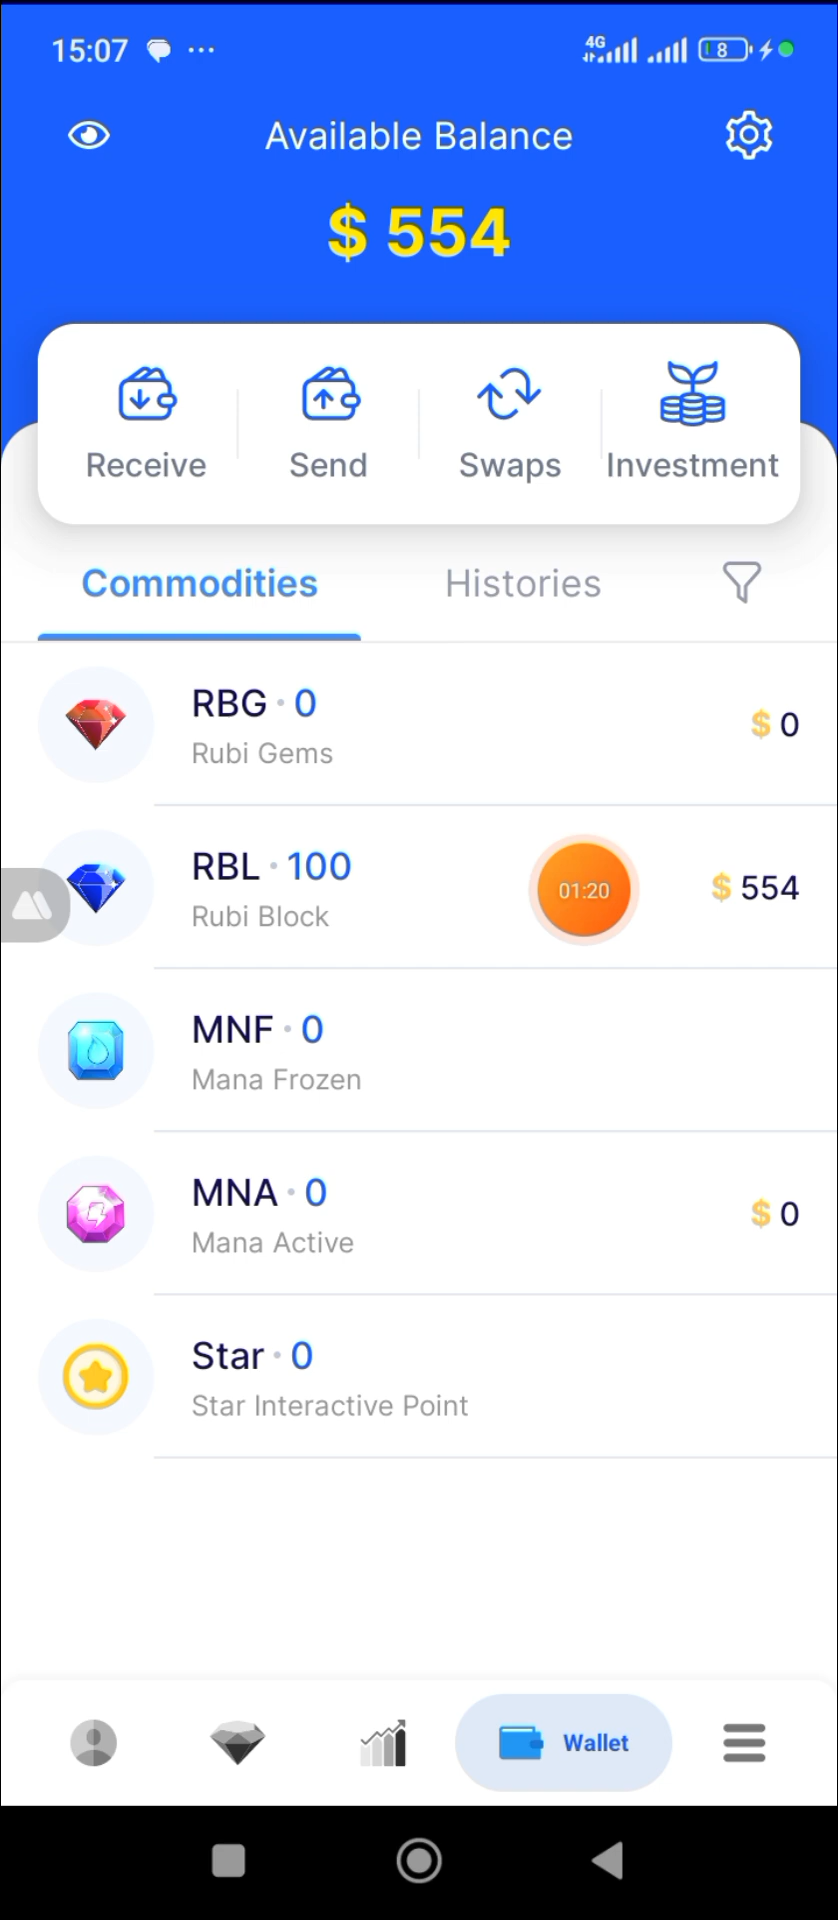 15:07 ... 4G 8
Available Balance
$ 554
Receive Send Swaps Investment
Commodities Histories
RBG · 0
Rubi Gems
$ 0
RBL · 100
Rubi Block
01:20
$ 554
MNF · 0
Mana Frozen
MNA · 0
Mana Active
$ 0
Star · 0
Star Interactive Point
Wallet